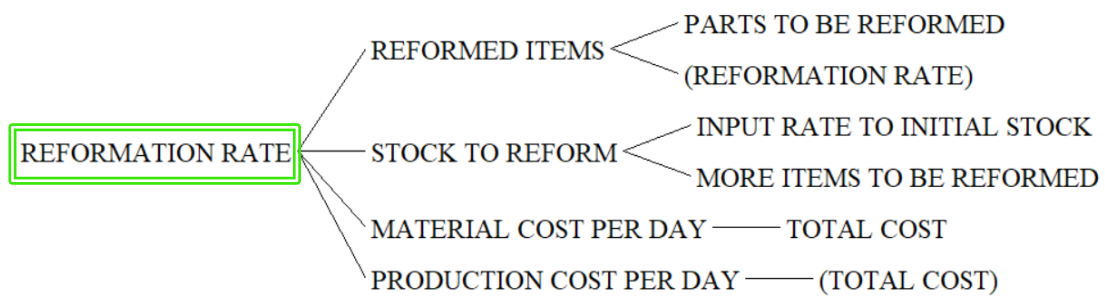 PARTS TO BE REFORMED
REFORMED ITEMS
(REFORMATION RATE)
INPUT RATE TO INITIAL STOCK
REFORMATION RATE
STOCK TO REFORM
MORE ITEMS TO BE REFORMED
MATERIAL COST PER DAY
TOTAL COST
PRODUCTION COST PER DAY
(TOTAL COST)